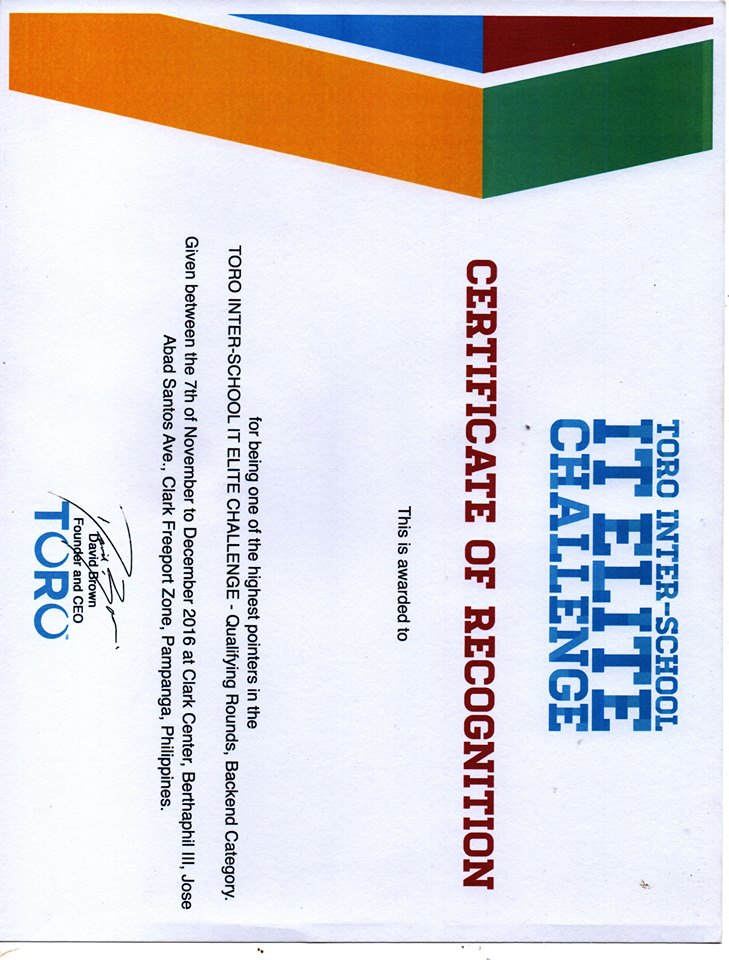 TORO INTER-SCHOOL
IT ELITE
CHALLENGE
CERTIFICATE OF RECOGNITION
This is awarded to
for being one of the highest pointers in the
TORO INTER-SCHOOL IT ELITE CHALLENGE - Qualifying Rounds, Backend Category.
Given between the 7th of November to December 2016 at Clark Center, Berthaphil III, Jose
Abad Santos Ave., Clark Freeport Zone, Pampanga, Philippines.
David Brown
David Brown
Founder and CEO
TORO™